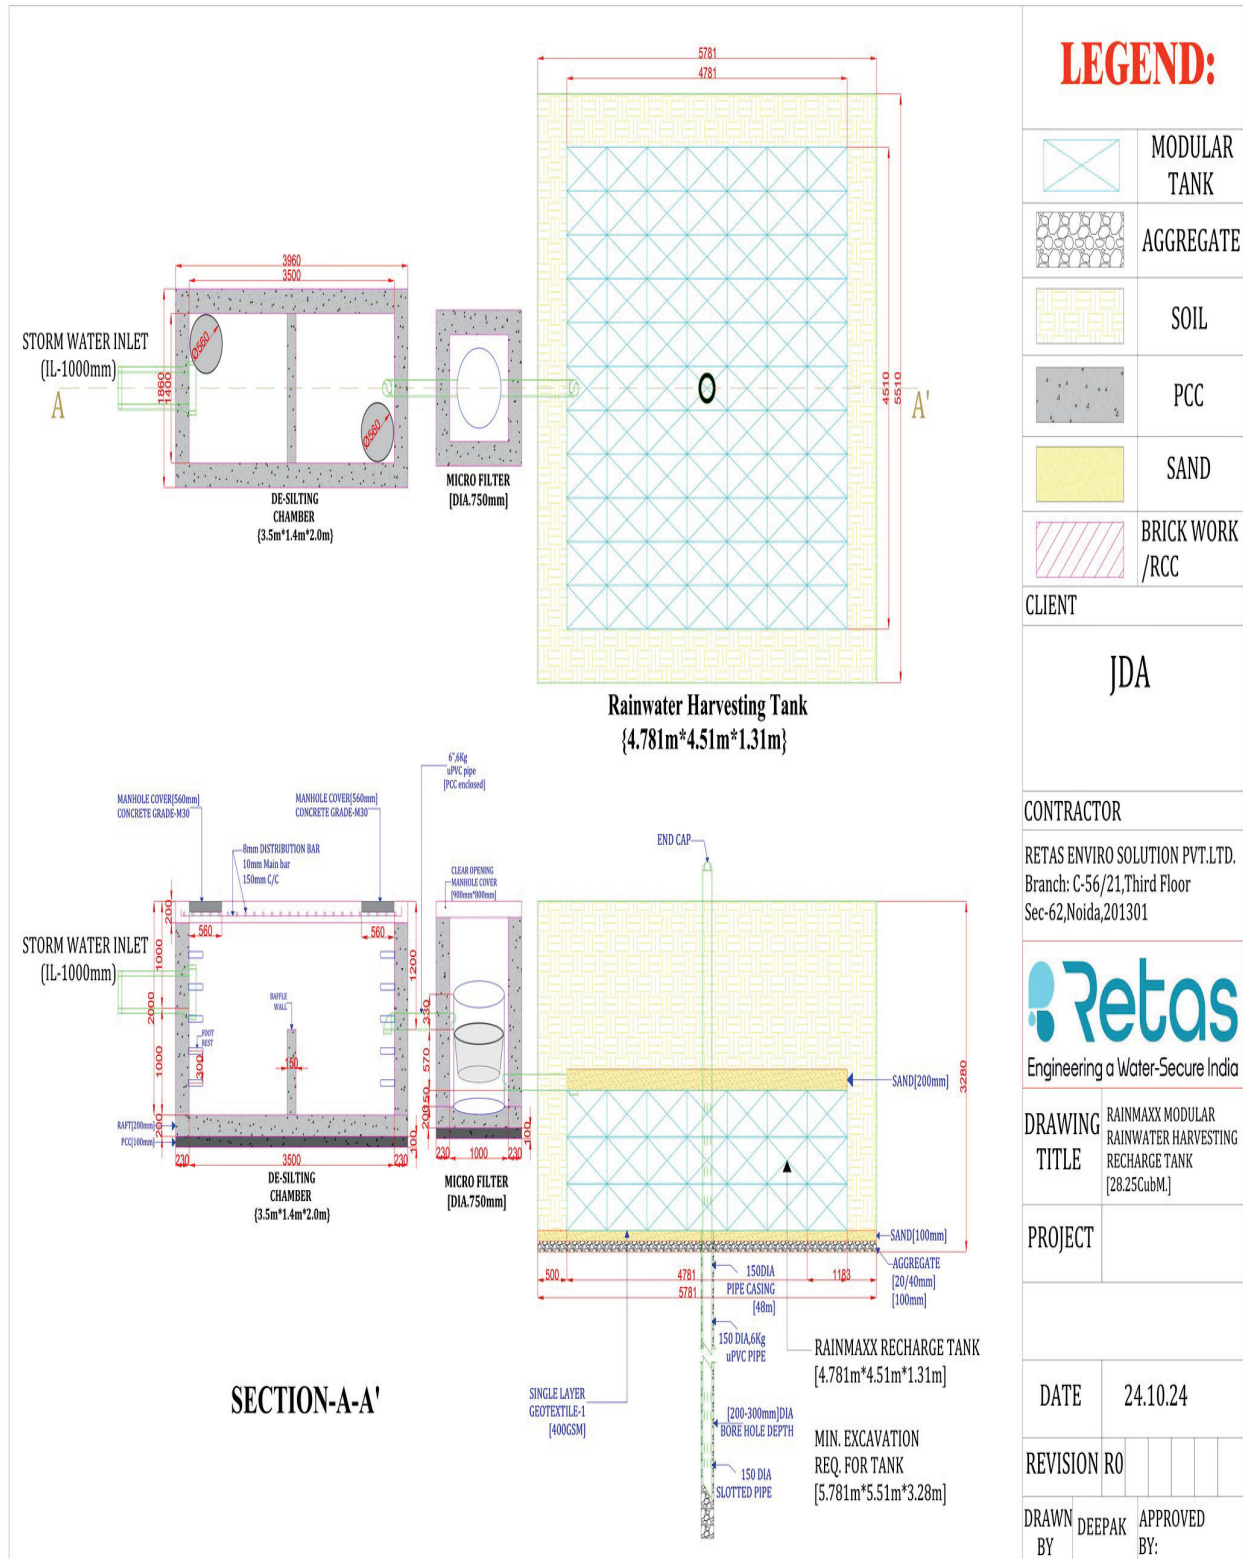 5781
4781
3960
3500
STORM WATER INLET
(IL-1000mm)
Ø560
1860
1400
Ø560
A
A'
4510
5510
DE-SILTING
CHAMBER
{3.5m*1.4m*2.0m}
MICRO FILTER
[DIA.750mm]
Rainwater Harvesting Tank
{4.781m*4.51m*1.31m}
6",6Kg
uPVC pipe
[PCC enclosed]
MANHOLE COVER[560mm]
CONCRETE GRADE-M30
MANHOLE COVER[560mm]
CONCRETE GRADE-M30
8mm DISTRIBUTION BAR
10mm Main bar
150mm C/C
CLEAR OPENING
MANHOLE COVER
[900mm*800mm]
END CAP
200
560
560
STORM WATER INLET
(IL-1000mm)
1000
2000
1000
200
1200
BAFFLE
WALL
FOOT
REST
300
150
330
570
50
200
100
100
RAFT[200mm]
PCC[100mm]
230
3500
230
230
1000
230
DE-SILTING
CHAMBER
{3.5m*1.4m*2.0m}
MICRO FILTER
[DIA.750mm]
SAND[200mm]
3280
SAND[100mm]
AGGREGATE
[20/40mm]
[100mm]
500
4781
1183
5781
150DIA
PIPE CASING
[48m]
150 DIA,6Kg
uPVC PIPE
RAINMAXX RECHARGE TANK
[4.781m*4.51m*1.31m]
SINGLE LAYER
GEOTEXTILE-1
[400GSM]
[200-300mm]DIA
BORE HOLE DEPTH
150 DIA
SLOTTED PIPE
MIN. EXCAVATION
REQ. FOR TANK
[5.781m*5.51m*3.28m]
SECTION-A-A'
LEGEND:
MODULAR
TANK
AGGREGATE
SOIL
PCC
SAND
BRICK WORK
/RCC
CLIENT
JDA
CONTRACTOR
RETAS ENVIRO SOLUTION PVT.LTD.
Branch: C-56/21,Third Floor
Sec-62,Noida,201301
Retas
Engineering a Water-Secure India
DRAWING
TITLE
RAINMAXX MODULAR
RAINWATER HARVESTING
RECHARGE TANK
[28.25CubM.]
PROJECT
DATE
24.10.24
REVISION
R0
DRAWN
BY
DEEPAK
APPROVED
BY: